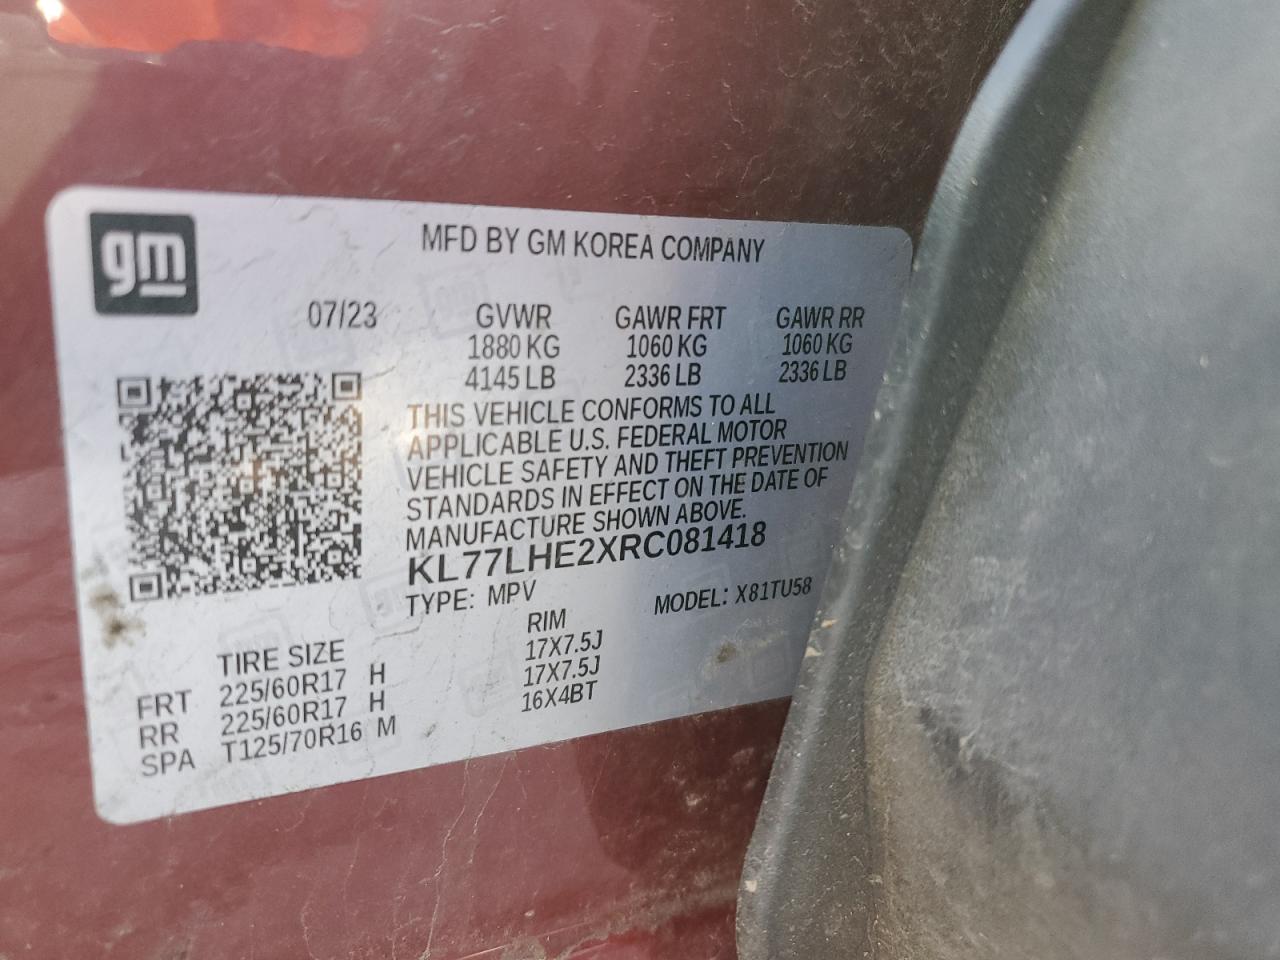 gm
MFD BY GM KOREA COMPANY
07/23 GVWR GAWR FRT GAWR RR
1880 KG 1060 KG 1060 KG
4145 LB 2336 LB 2336 LB
THIS VEHICLE CONFORMS TO ALL
APPLICABLE U.S. FEDERAL MOTOR
VEHICLE SAFETY AND THEFT PREVENTION
STANDARDS IN EFFECT ON THE DATE OF
MANUFACTURE SHOWN ABOVE.
KL77LHE2XRC081418
TYPE: MPV MODEL: X81TU58
TIRE SIZE RIM
FRT 225/60R17 H 17X7.5J
RR 225/60R17 H 17X7.5J
SPA T125/70R16 M 16X4BT